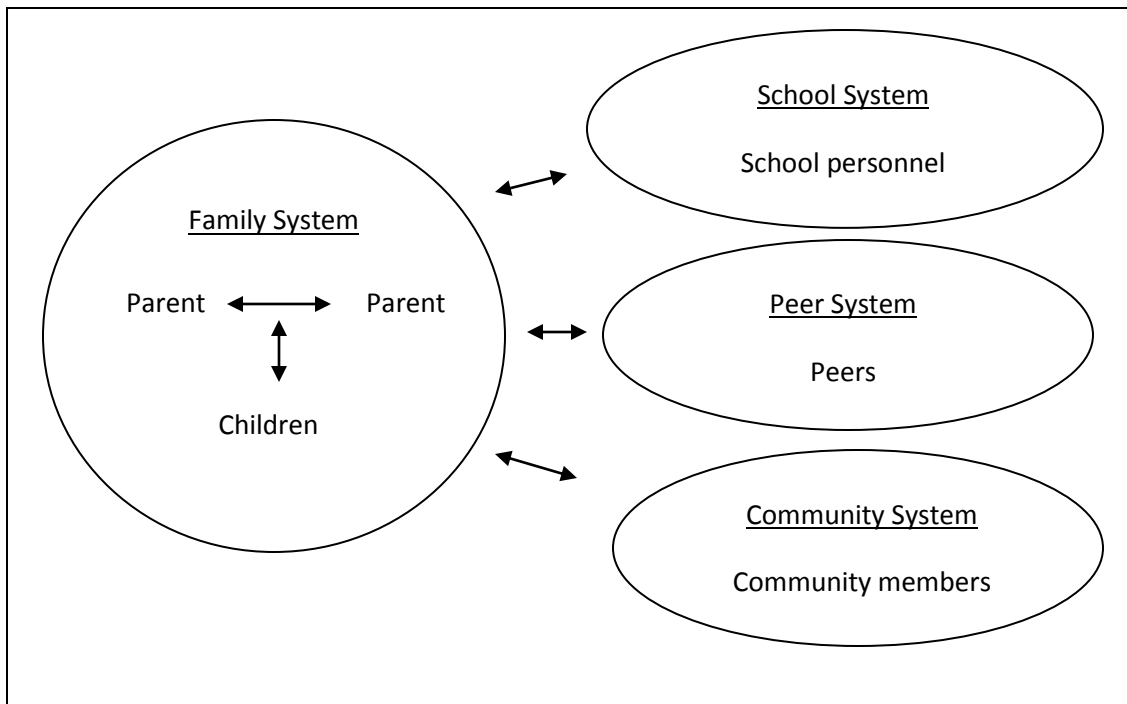 School System
School personnel
Family System
Parent Parent
Children
Peer System
Peers
Community System
Community members